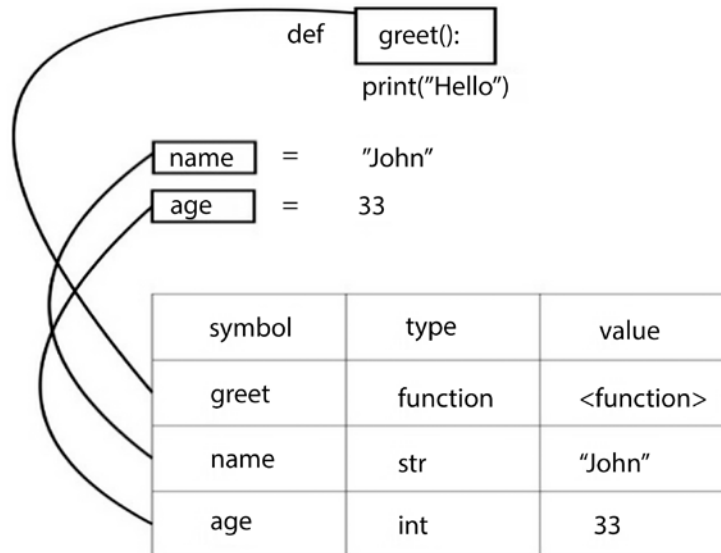 def greet():
print("Hello")
name = "John"
age = 33
symbol type value
greet function <function>
name str "John"
age int 33